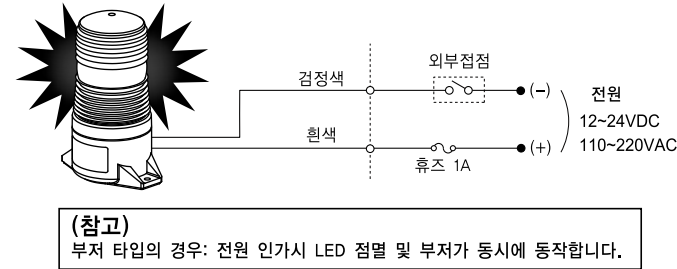 외부접점
검정색
(-)
전원
12~24VDC
흰색
(+)
110~220VAC
휴즈 1A
(참고)
부저 타입의 경우: 전원 인가시 LED 점멸 및 부저가 동시에 동작합니다.